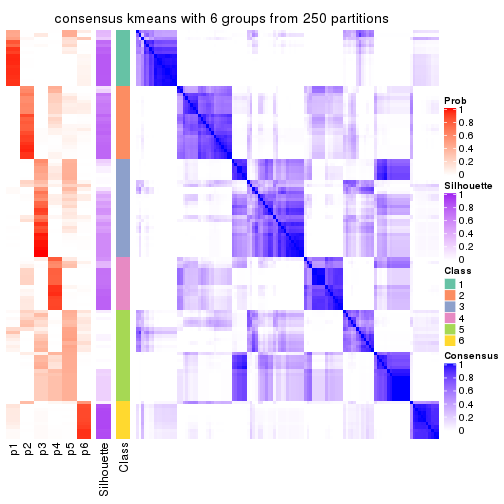 consensus kmeans with 6 groups from 250 partitions
Prob
1
0.8
0.6
0.4
0.2
0
Silhouette
1
0.8
0.6
0.4
0.2
0
Class
1
2
3
4
5
6
Consensus
1
0.8
0.6
0.4
0.2
0
p1
p2
p3
p4
p5
p6
Silhouette
Class